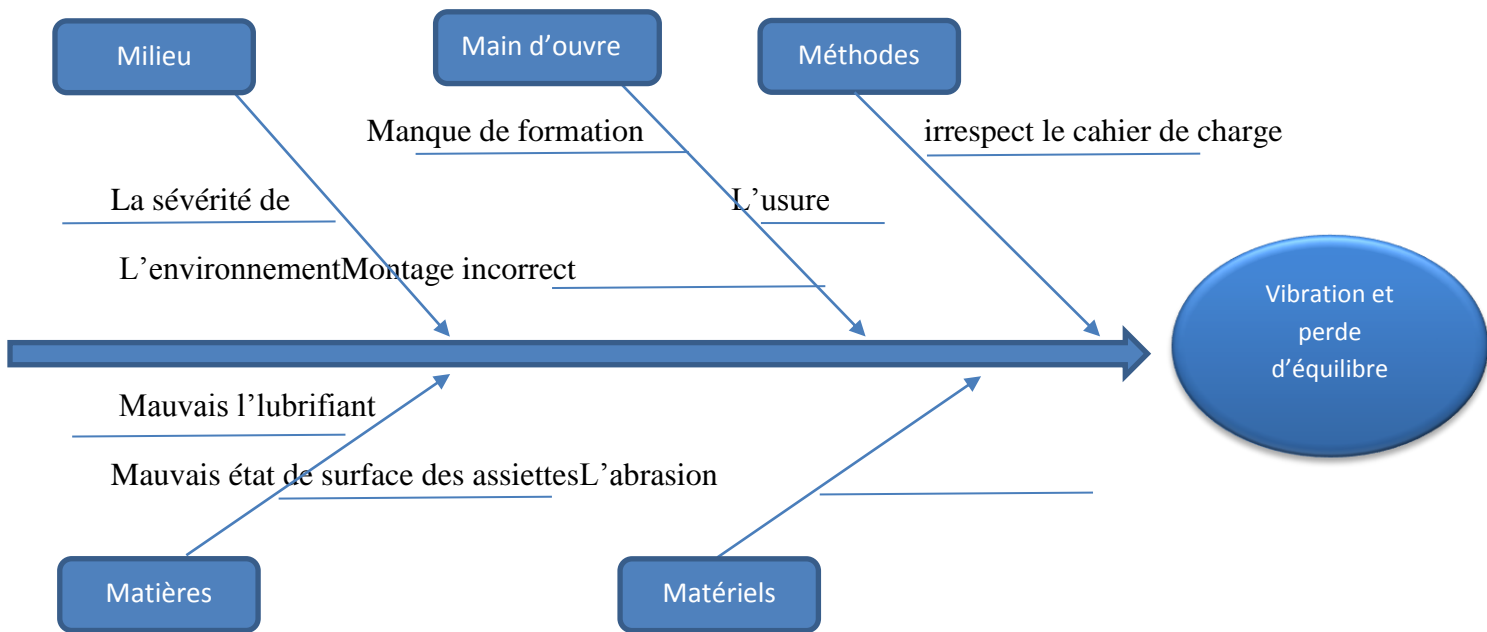 Milieu
Main d’ouvre
Méthodes
Manque de formation
irrespect le cahier de charge
La sévérité de
L’usure
L’environnementMontage incorrect
Vibration et
perde
d’équilibre
Mauvais l’lubrifiant
Mauvais état de surface des assiettesL’abrasion
Matières
Matériels